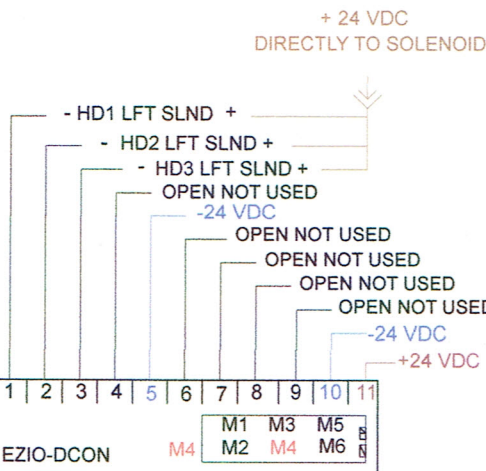 + 24 VDC
DIRECTLY TO SOLENOID
- HD1 LFT SLND +
- HD2 LFT SLND +
- HD3 LFT SLND +
OPEN NOT USED
-24 VDC
OPEN NOT USED
OPEN NOT USED
OPEN NOT USED
OPEN NOT USED
-24 VDC
+24 VDC
1 2 3 4 5 6 7 8 9 10 11
M1 M3 M5
EZIO-DCON M4 M2 M4 M6